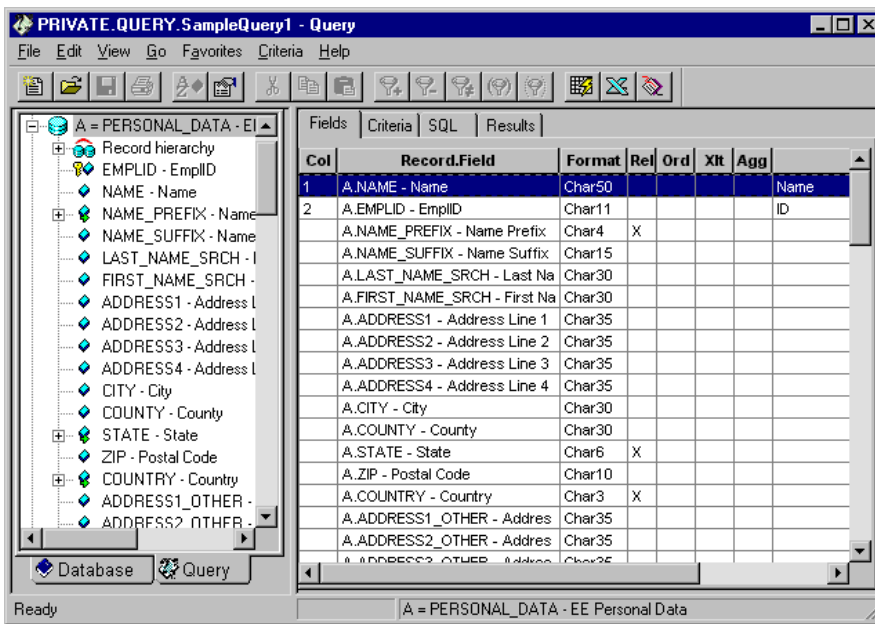 PRIVATE.QUERY.SampleQuery1 - Query
File Edit View Go Favorites Criteria Help
A = PERSONAL_DATA - El
Record hierarchy
EMPLID - EmplID
NAME - Name
NAME_PREFIX - Name
NAME_SUFFIX - Name
LAST_NAME_SRCH - 
FIRST_NAME_SRCH -
ADDRESS1 - Address L
ADDRESS2 - Address L
ADDRESS3 - Address L
ADDRESS4 - Address L
CITY - City
COUNTY - County
STATE - State
ZIP - Postal Code
COUNTRY - Country
ADDRESS1_OTHER -
ADDRESS2_OTHER -
Database Query
Fields Criteria SQL Results
Col Record.Field Format Rel Ord Xlt Agg
1 A.NAME - Name Char50 Name
2 A.EMPLID - EmplID Char11 ID
A.NAME_PREFIX - Name Prefix Char4 X
A.NAME_SUFFIX - Name Suffix Char15
A.LAST_NAME_SRCH - Last Na Char30
A.FIRST_NAME_SRCH - First Na Char30
A.ADDRESS1 - Address Line 1 Char35
A.ADDRESS2 - Address Line 2 Char35
A.ADDRESS3 - Address Line 3 Char35
A.ADDRESS4 - Address Line 4 Char35
A.CITY - City Char30
A.COUNTY - County Char30
A.STATE - State Char6 X
A.ZIP - Postal Code Char10
A.COUNTRY - Country Char3 X
A.ADDRESS1_OTHER - Addres Char35
A.ADDRESS2_OTHER - Addres Char35
A.ADDRESS3_OTHER - Addres Char35
Ready A = PERSONAL_DATA - EE Personal Data